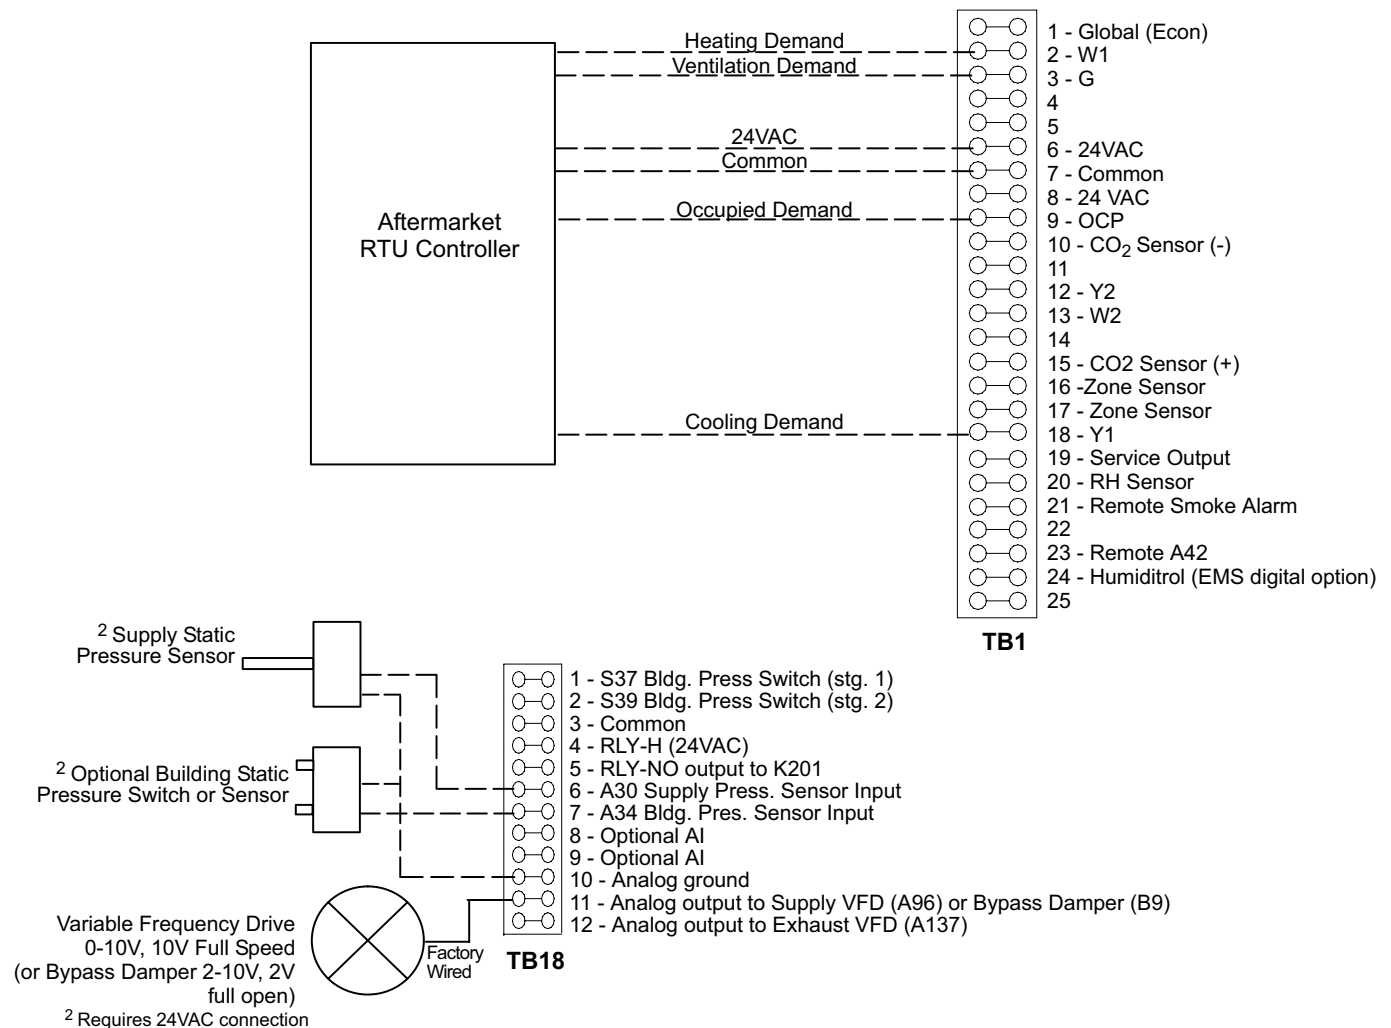 Heating Demand
Ventilation Demand
24VAC
Common
Occupied Demand
Cooling Demand
Aftermarket
RTU Controller
1 - Global (Econ)
2 - W1
3 - G
4
5
6 - 24VAC
7 - Common
8 - 24 VAC
9 - OCP
10 - CO2 Sensor (-)
11
12 - Y2
13 - W2
14
15 - CO2 Sensor (+)
16 -Zone Sensor
17 - Zone Sensor
18 - Y1
19 - Service Output
20 - RH Sensor
21 - Remote Smoke Alarm
22
23 - Remote A42
24 - Humiditrol (EMS digital option)
25
TB1
2 Supply Static
Pressure Sensor
2 Optional Building Static
Pressure Switch or Sensor
1 - S37 Bldg. Press Switch (stg. 1)
2 - S39 Bldg. Press Switch (stg. 2)
3 - Common
4 - RLY-H (24VAC)
5 - RLY-NO output to K201
6 - A30 Supply Press. Sensor Input
7 - A34 Bldg. Pres. Sensor Input
8 - Optional AI
9 - Optional AI
10 - Analog ground
11 - Analog output to Supply VFD (A96) or Bypass Damper (B9)
12 - Analog output to Exhaust VFD (A137)
TB18
Factory
Wired
Variable Frequency Drive
0-10V, 10V Full Speed
(or Bypass Damper 2-10V, 2V
full open)
2 Requires 24VAC connection